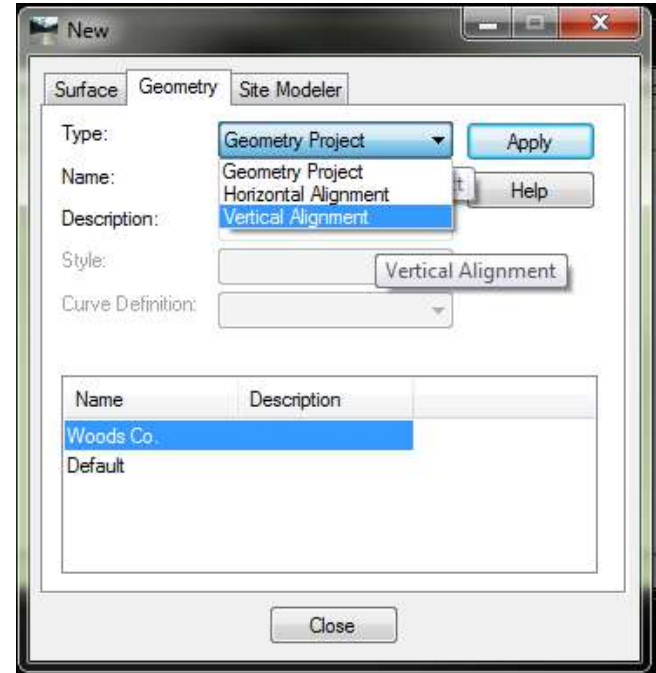 New
Surface Geometry Site Modeler
Type: Geometry Project Apply
Name: Geometry Project t Help
Horizontal Alignment
Description: Vertical Alignment
Style: Vertical Alignment
Curve Definition:
Name Description
Woods Co.
Default
Close